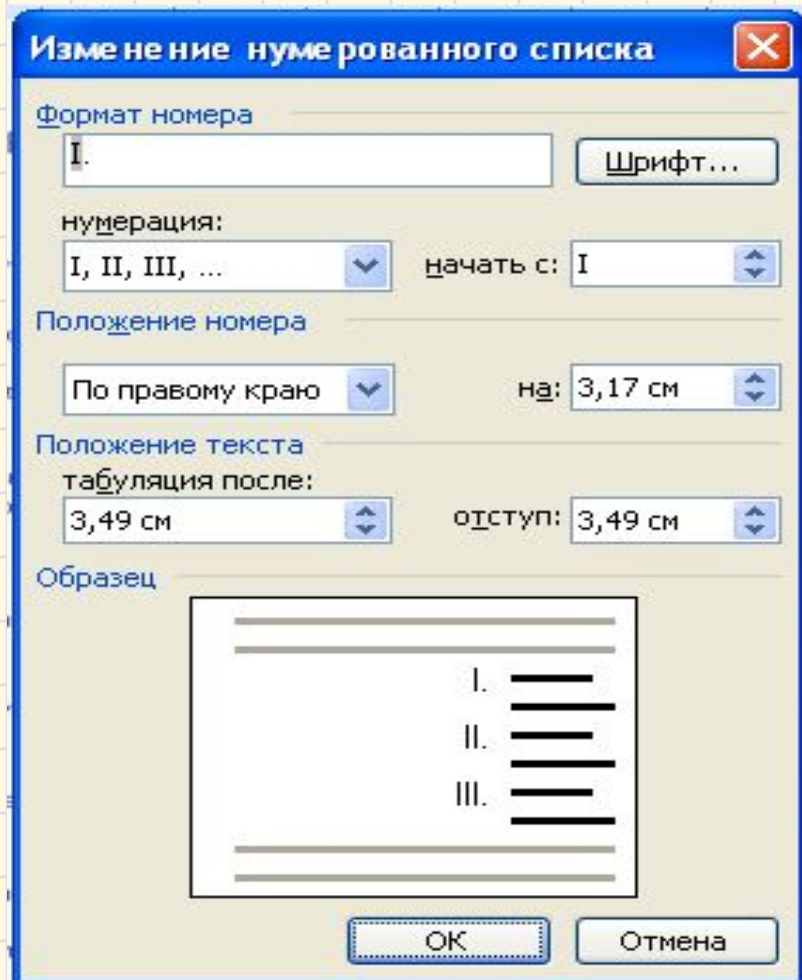 Изменение нумерованного списка
Формат номера
I.
Шрифт...
нумерация:
I, II, III, ...
начать с: I
Положение номера
По правому краю
на: 3,17 см
Положение текста
табуляция после:
3,49 см
отступ: 3,49 см
Образец
I.
II.
III.
ОК
Отмена